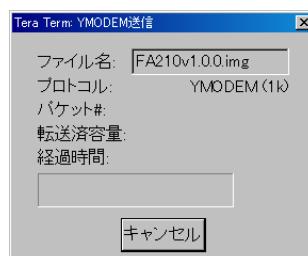 Tera Term: YMODEM送信
ファイル名: FA210v1.0.0.img
プロトコル: YMODEM (1k)
パケット#:
転送済容量:
経過時間:
キャンセル